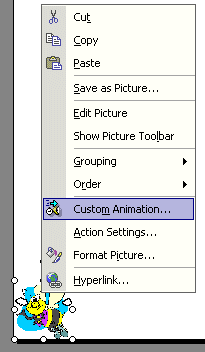 Cut
Copy
Paste
Save as Picture...
Edit Picture
Show Picture Toolbar
Grouping
Order
Custom Animation...
Action Settings...
Format Picture...
Hyperlink...